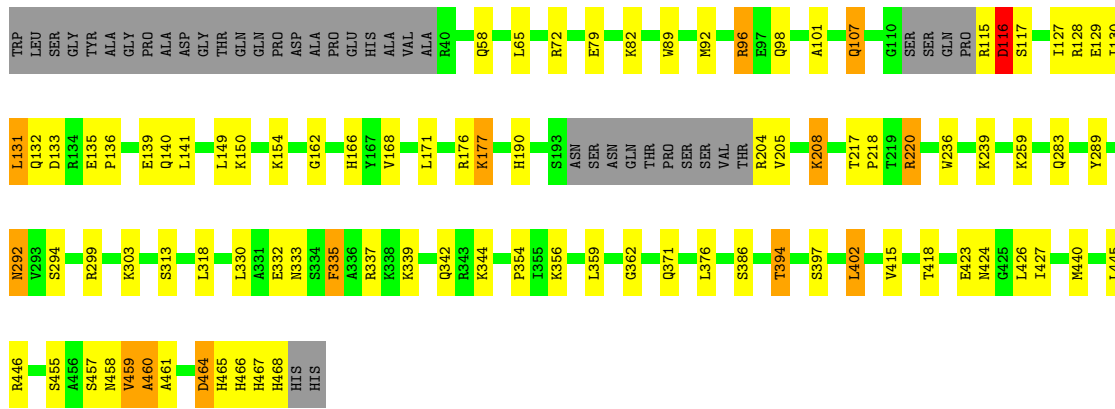 TRP LEU SER GLY TYR ALA GLY PRO ALA ASP GLY THR GLN GLN PRO ASP ALA PRO GLU HIS ALA VAL ALA R40 Q58 L65 R72 E79 K82 W89 M92 R96 E97 Q98 A101 Q107 G110 SER SER GLN PRO R115 D116 S117 I127 R128 E129 I130
L131 Q132 D133 R134 E135 P136 E139 Q140 L141 L149 K150 K154 G162 H166 Y167 V168 L171 R176 K177 H190 S193 ASN SER ASN GLN THR PRO SER SER VAL THR R204 V205 K208 T217 P218 T219 R220 W236 K239 K259 Q283 Y289
N292 V293 S294 R299 K303 S313 L318 L330 A331 E332 N333 S334 F335 A336 R337 K338 K339 Q342 R343 K344 P354 I355 K356 L359 G362 Q371 L376 S386 T394 S397 L402 V415 T418 E423 N424 G425 L426 I427 M440
R446 S455 A456 S457 N458 V459 A460 A461 D464 H465 H466 H467 H468 HIS HIS